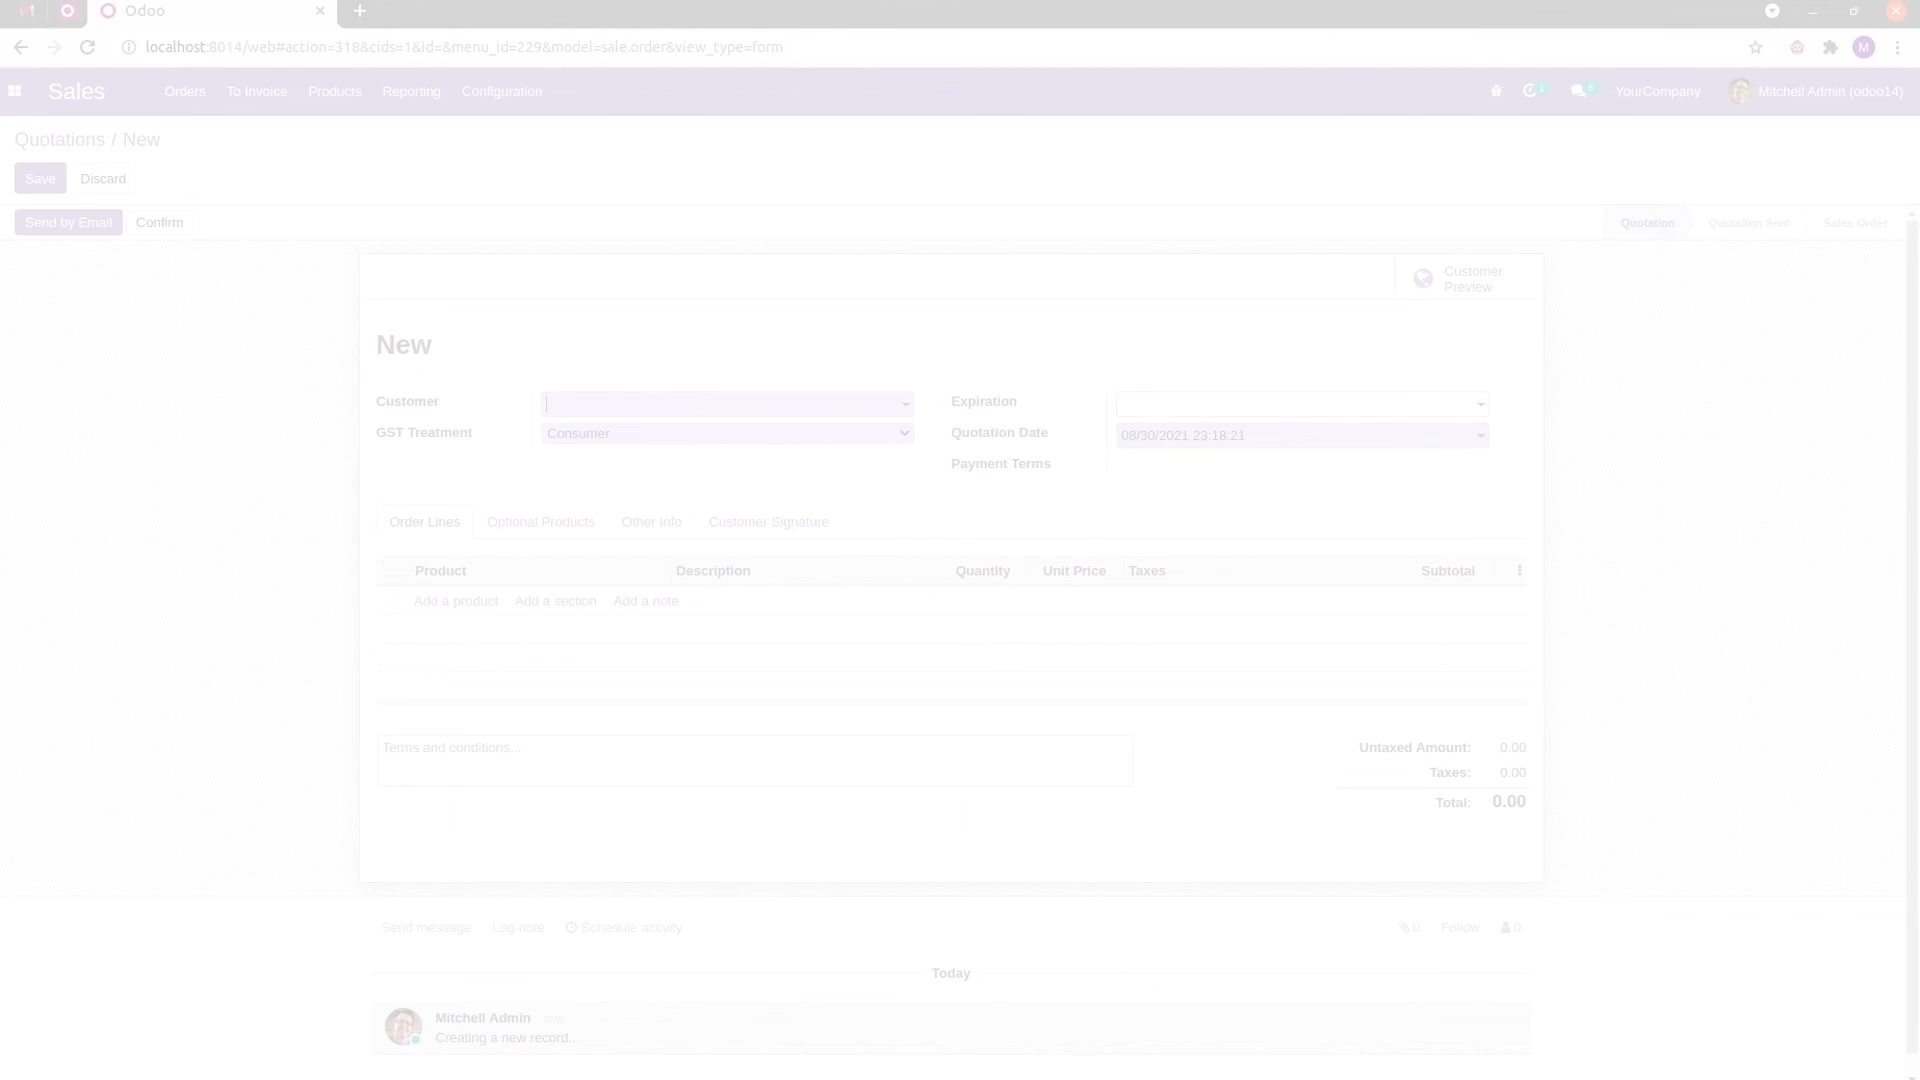 Odoo
localhost:8014/web#action=318&cids=1&id=&menu_id=229&model=sale.order&view_type=form
M
Sales Orders To Invoice Products Reporting Configuration 1 5 YourCompany Mitchell Admin (odoo14)
Quotations / New
Save Discard
Send by Email Confirm Quotation Quotation Sent Sales Order
Customer
Preview
New
Customer Expiration
GST Treatment Consumer Quotation Date 08/30/2021 23:18:21
Payment Terms
Order Lines Optional Products Other Info Customer Signature
Product Description Quantity Unit Price Taxes Subtotal
Add a product Add a section Add a note
Terms and conditions... Untaxed Amount: 0.00
Taxes: 0.00
Total: 0.00
Send message Log note Schedule activity 0 Follow 0
Today
Mitchell Admin now
Creating a new record...